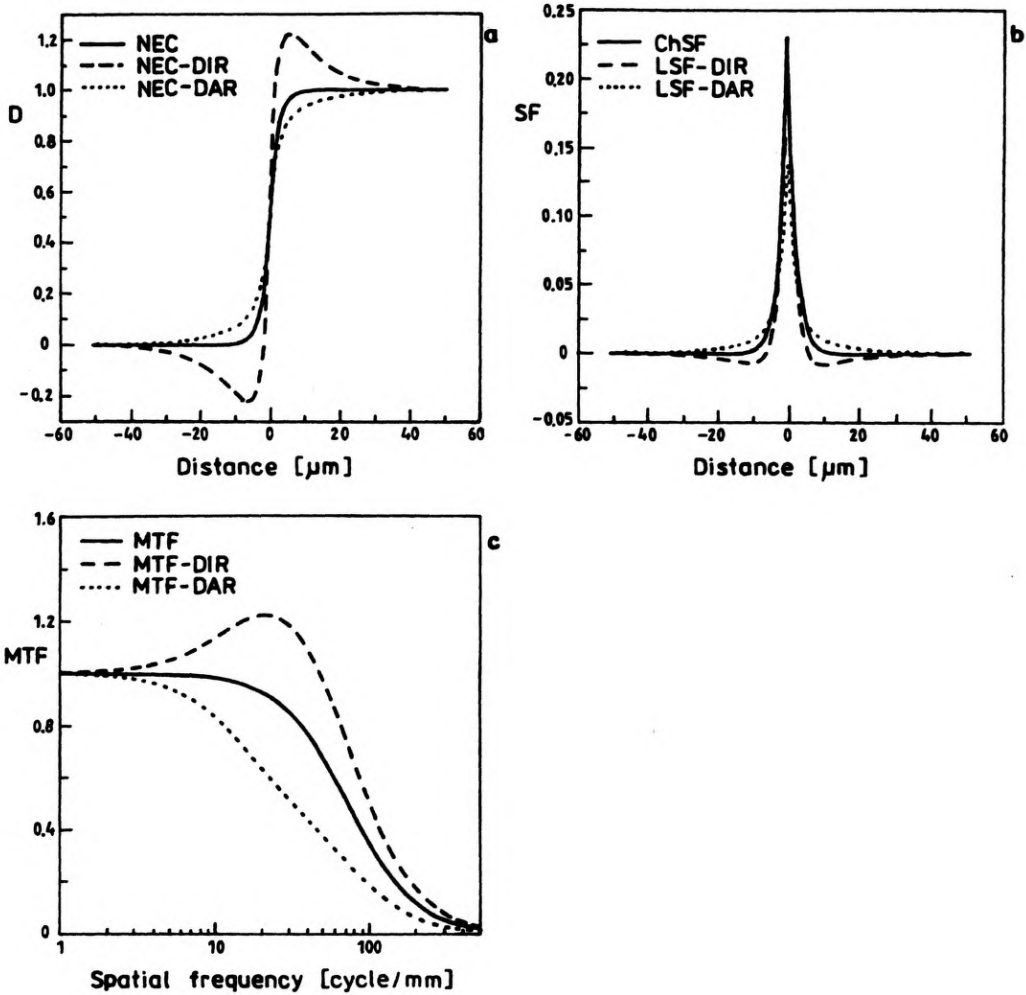 a
1.2
1.0
D
0.8
0.6
0.4
0,2
0
-0.2
NEC
NEC-DIR
NEC-DAR
-60
-40
-20
0
20
40
60
Distance [µm]
b
0.25
0,20
SF
0.15
0.10
0.05
0
-0.05
ChSF
LSF-DIR
LSF-DAR
-60
-40
-20
0
20
40
60
Distance [µm]
c
1.6
1.2
MTF
0.8
0.4
0
MTF
MTF-DIR
MTF-DAR
1
10
100
Spatial frequency [cycle/mm]